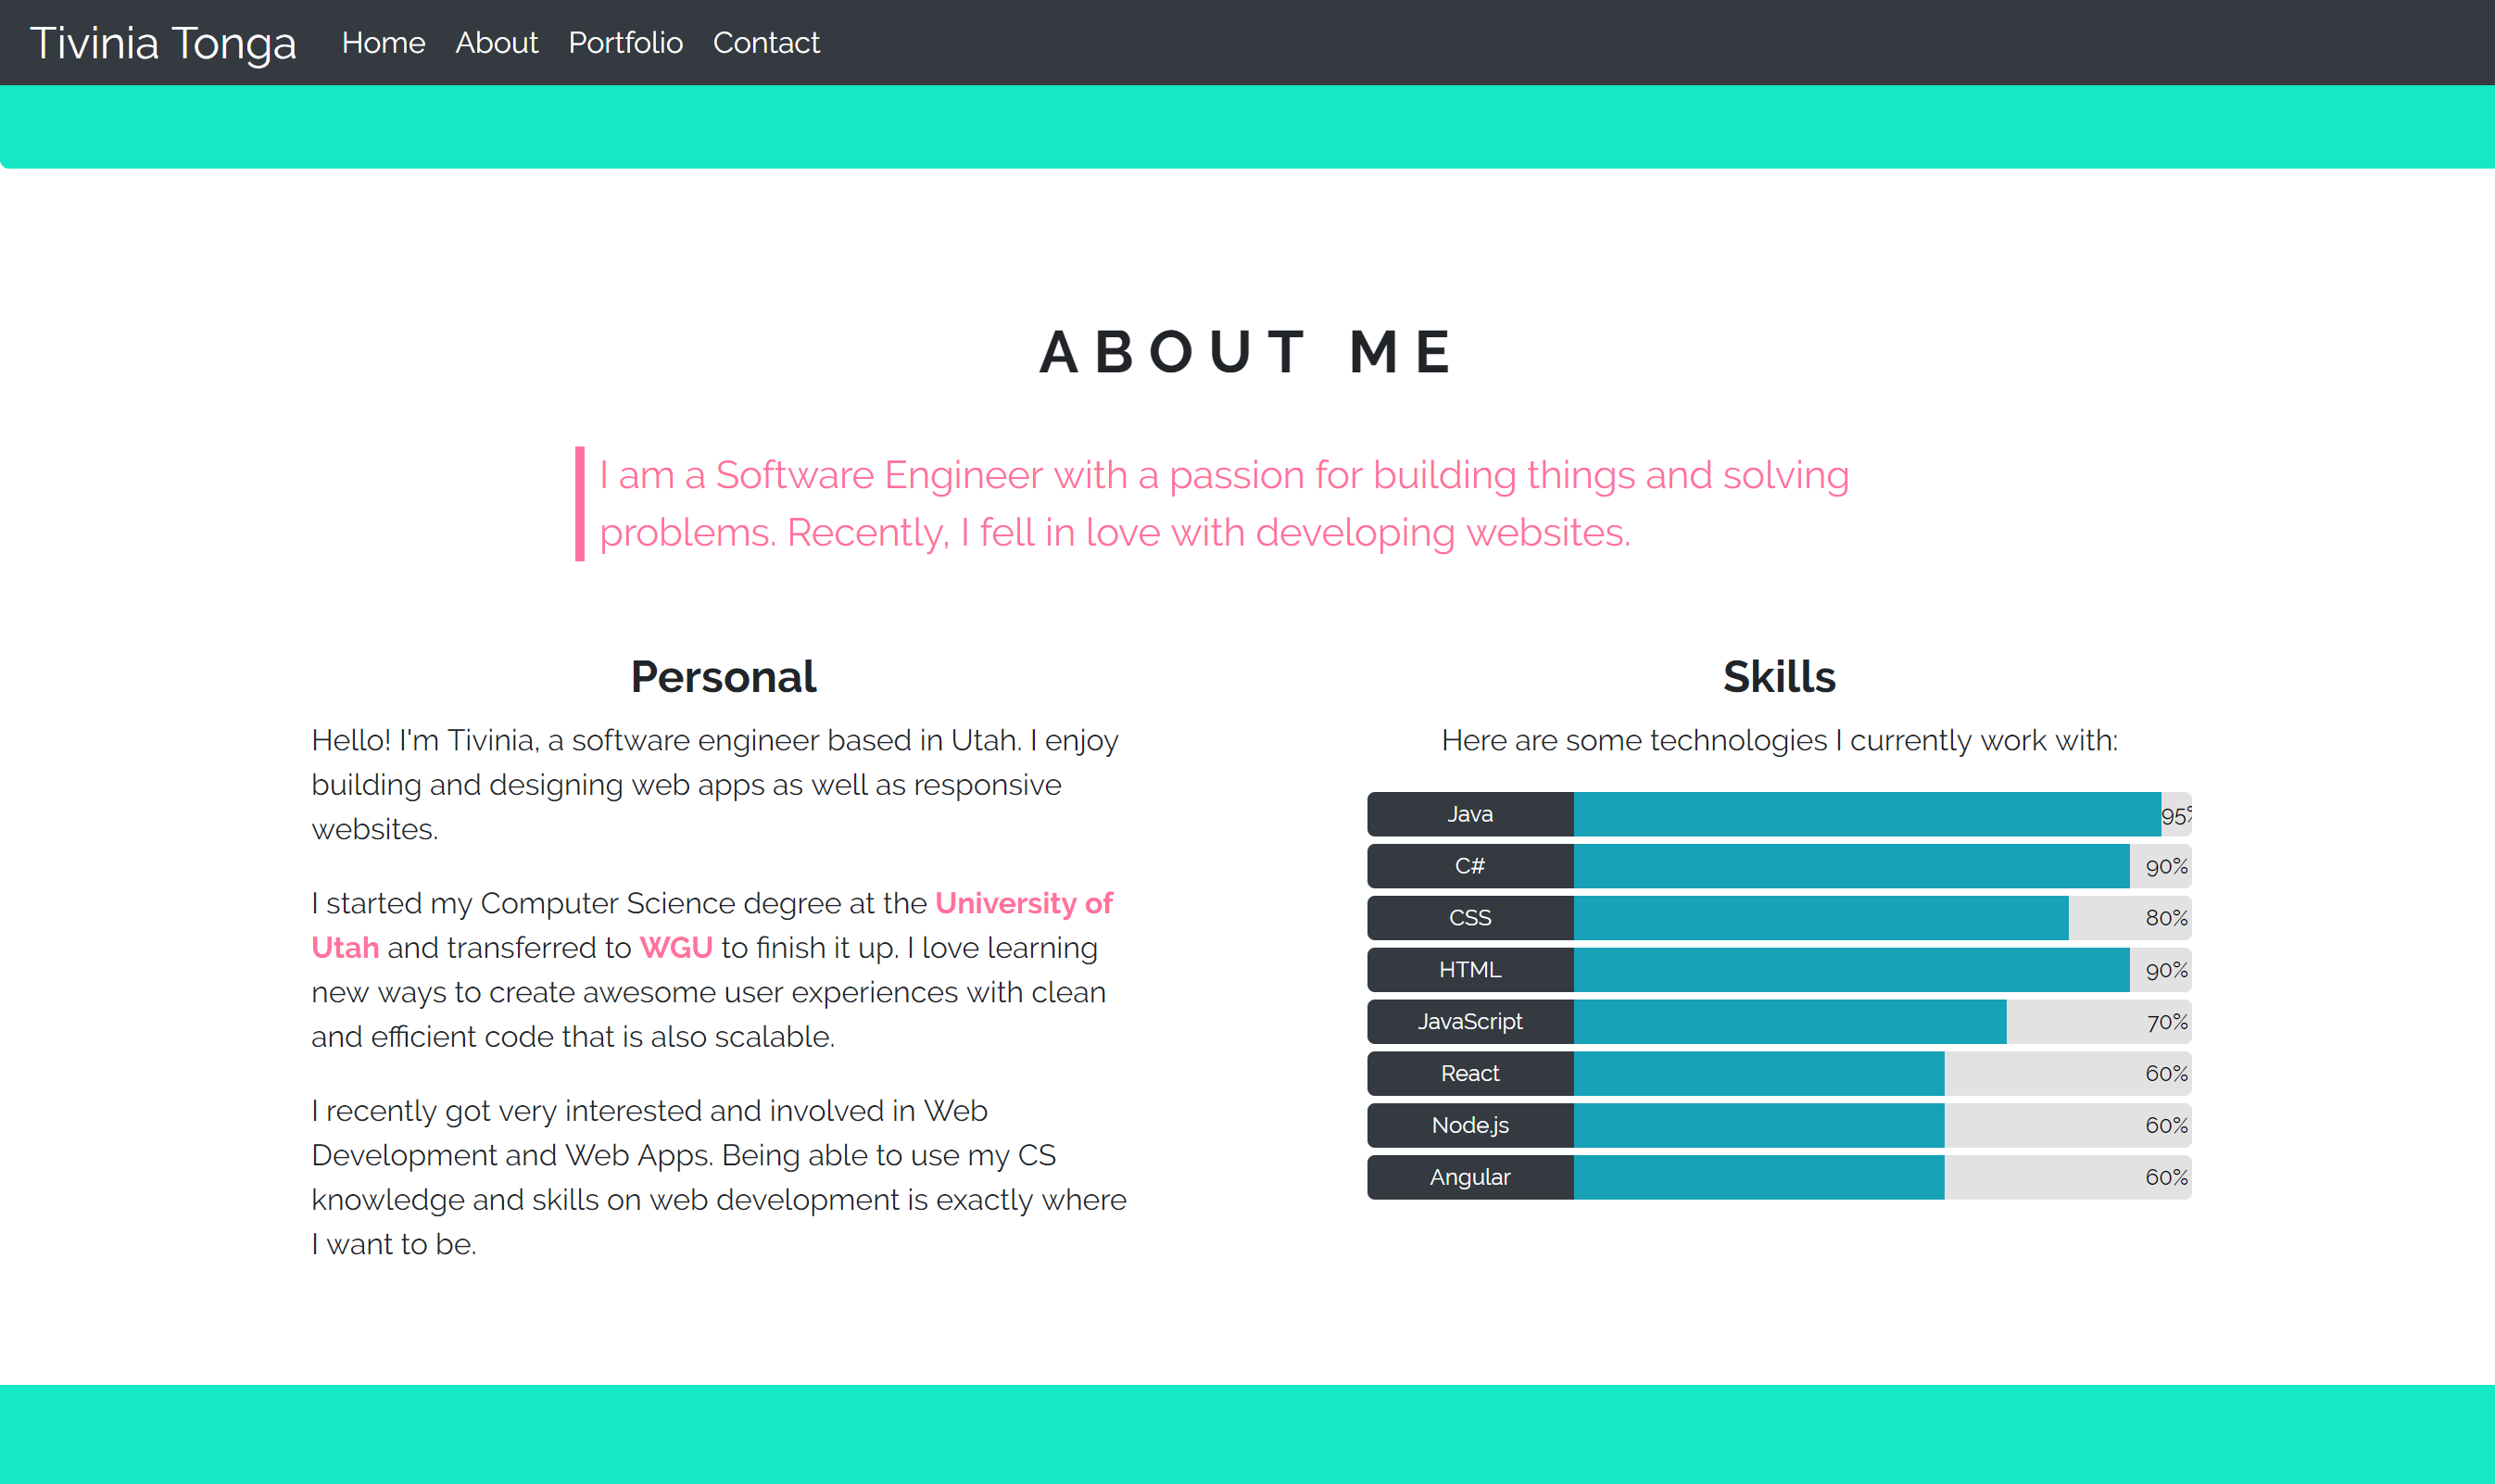 Tivinia Tonga Home About Portfolio Contact
ABOUT ME
I am a Software Engineer with a passion for building things and solving
problems. Recently, I fell in love with developing websites.
Personal
Hello! I'm Tivinia, a software engineer based in Utah. I enjoy
building and designing web apps as well as responsive
websites.
I started my Computer Science degree at the University of
Utah and transferred to WGU to finish it up. I love learning
new ways to create awesome user experiences with clean
and efficient code that is also scalable.
I recently got very interested and involved in Web
Development and Web Apps. Being able to use my CS
knowledge and skills on web development is exactly where
I want to be.
Skills
Here are some technologies I currently work with:
Java 95%
C# 90%
CSS 80%
HTML 90%
JavaScript 70%
React 60%
Node.js 60%
Angular 60%